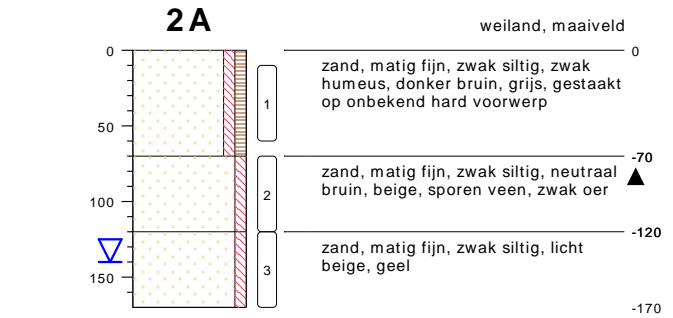 2A
weiland, maaiveld
0
0
zand, matig fijn, zwak siltig, zwak
humeus, donker bruin, grijs, gestaakt
op onbekend hard voorwerp
1
50
-70
zand, matig fijn, zwak siltig, neutraal
bruin, beige, sporen veen, zwak oer
2
100
-120
zand, matig fijn, zwak siltig, licht
beige, geel
3
150
-170